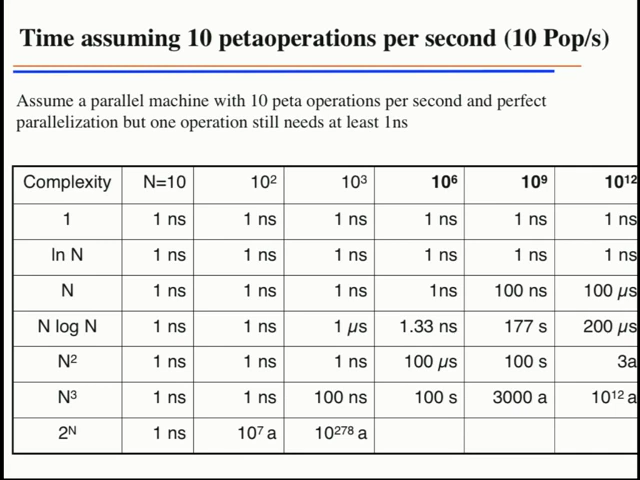 Time assuming 10 petaoperations per second (10 Pop/s)
Assume a parallel machine with 10 peta operations per second and perfect
parallelization but one operation still needs at least 1ns
Complexity N=10 10² 10³ 10⁶ 10⁹ 10¹²
1 1 ns 1 ns 1 ns 1 ns 1 ns 1 ns
ln N 1 ns 1 ns 1 ns 1 ns 1 ns 1 ns
N 1 ns 1 ns 1 ns 1ns 100 ns 100 µs
N log N 1 ns 1 ns 1 µs 1.33 ns 177 s 200 µs
N² 1 ns 1 ns 1 ns 100 µs 100 s 3a
N³ 1 ns 1 ns 100 ns 100 s 3000 a 10¹² a
2ᴺ 1 ns 10⁷ a 10²⁷⁸ a